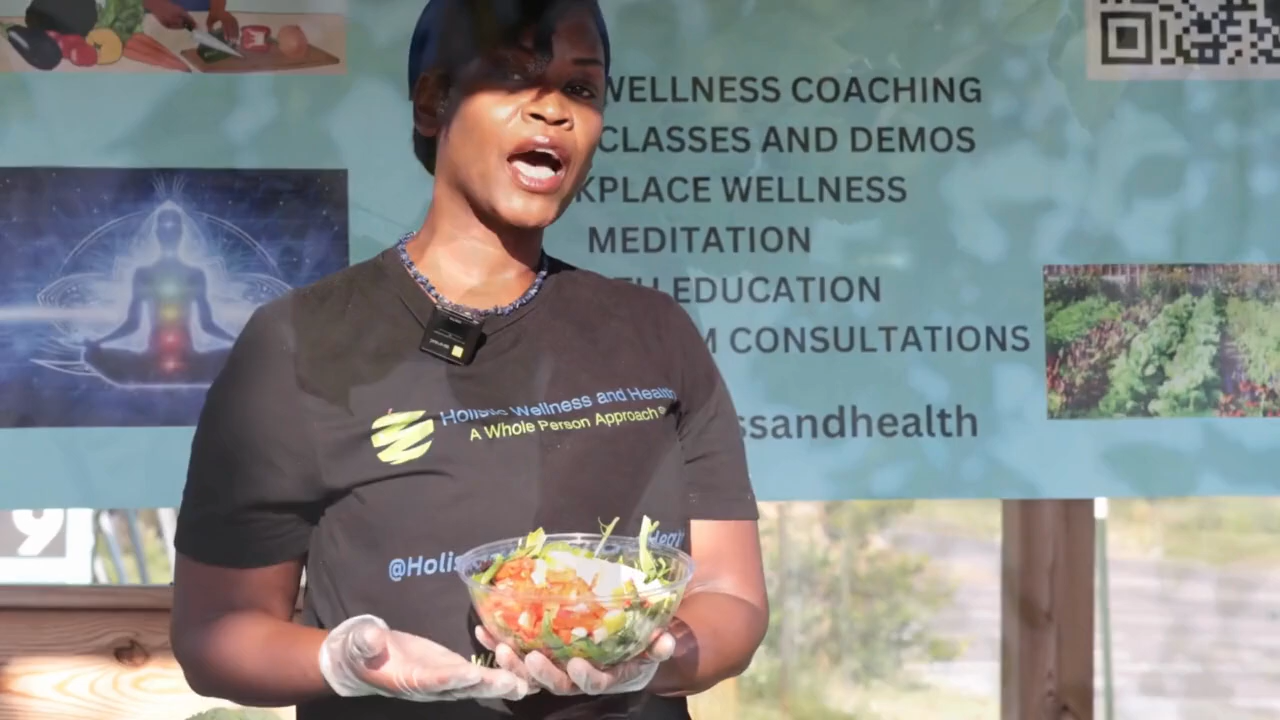 WELLNESS COACHING
CLASSES AND DEMOS
KPLACE WELLNESS
MEDITATION
EDUCATION
M CONSULTATIONS
ssandhealth
Holistic Wellness and Health
A Whole Person Approach®
@Holis
9